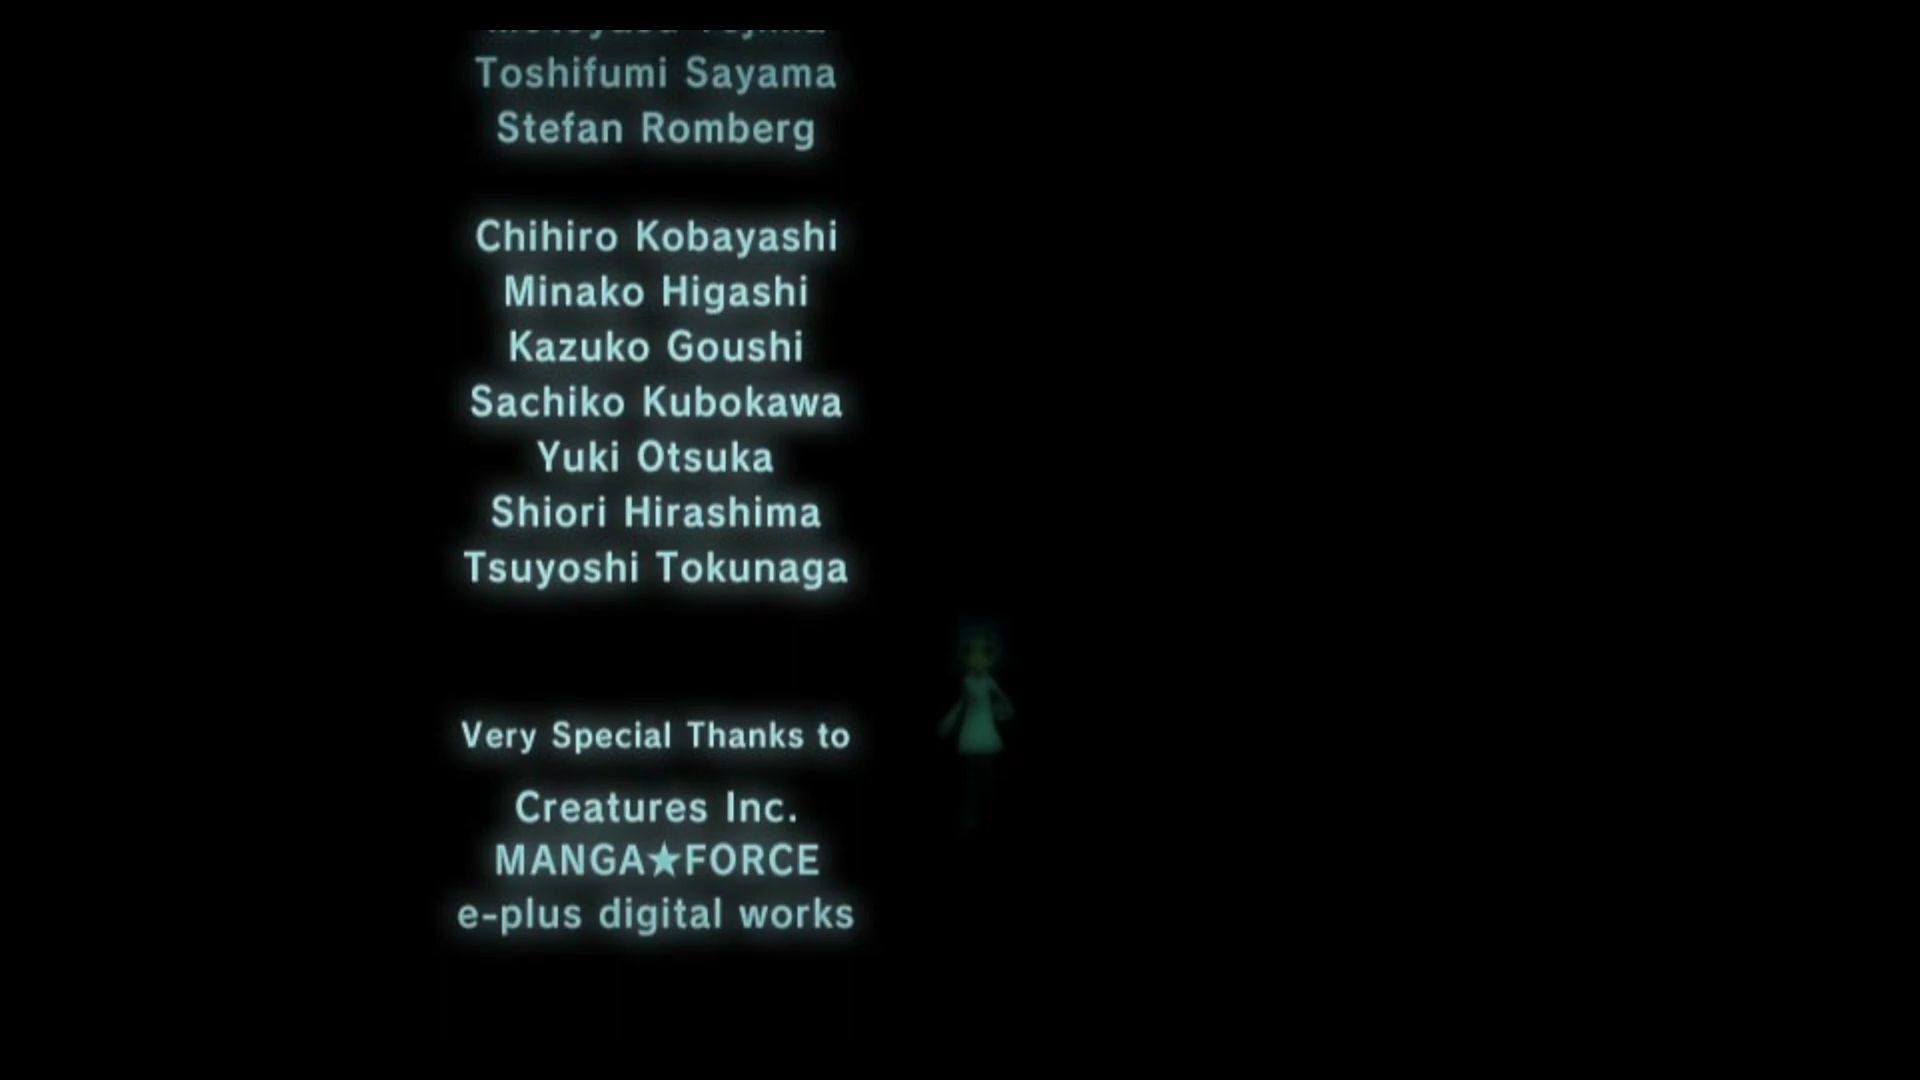 Toshifumi Sayama
Stefan Romberg
Chihiro Kobayashi
Minako Higashi
Kazuko Goushi
Sachiko Kubokawa
Yuki Otsuka
Shiori Hirashima
Tsuyoshi Tokunaga
Very Special Thanks to
Creatures Inc.
MANGA★FORCE
e-plus digital works